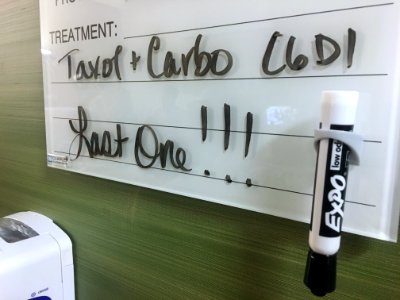 TREATMENT:
Taxol + Carbo C6D1
Last One!!!
EXPO
low odor